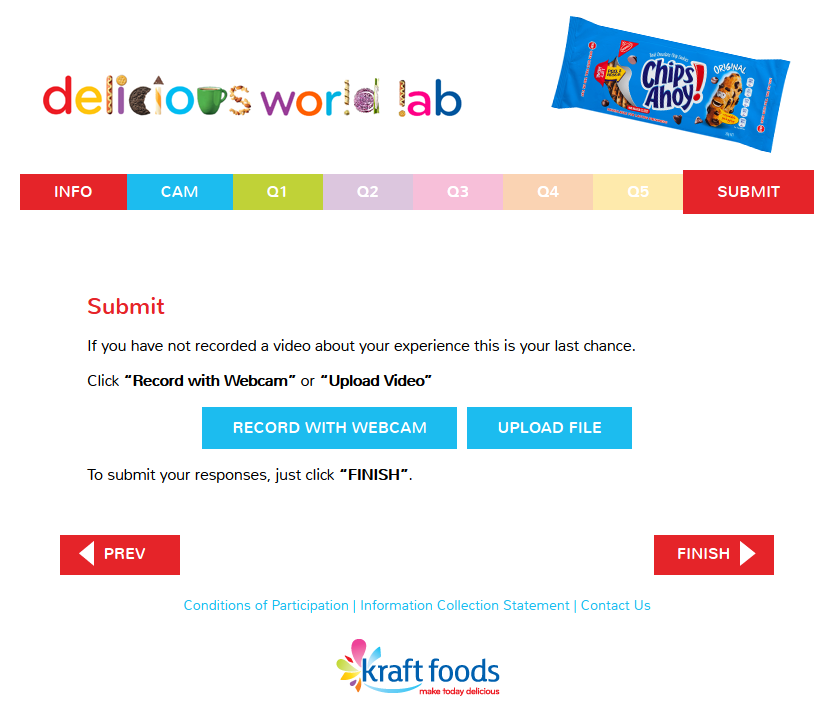 delicious world lab
Chips Ahoy!
ORIGINAL
INFO CAM Q1 Q2 Q3 Q4 Q5 SUBMIT
Submit
If you have not recorded a video about your experience this is your last chance.
Click “Record with Webcam” or “Upload Video”
RECORD WITH WEBCAM UPLOAD FILE
To submit your responses, just click “FINISH”.
PREV FINISH
Conditions of Participation | Information Collection Statement | Contact Us
kraft foods
make today delicious